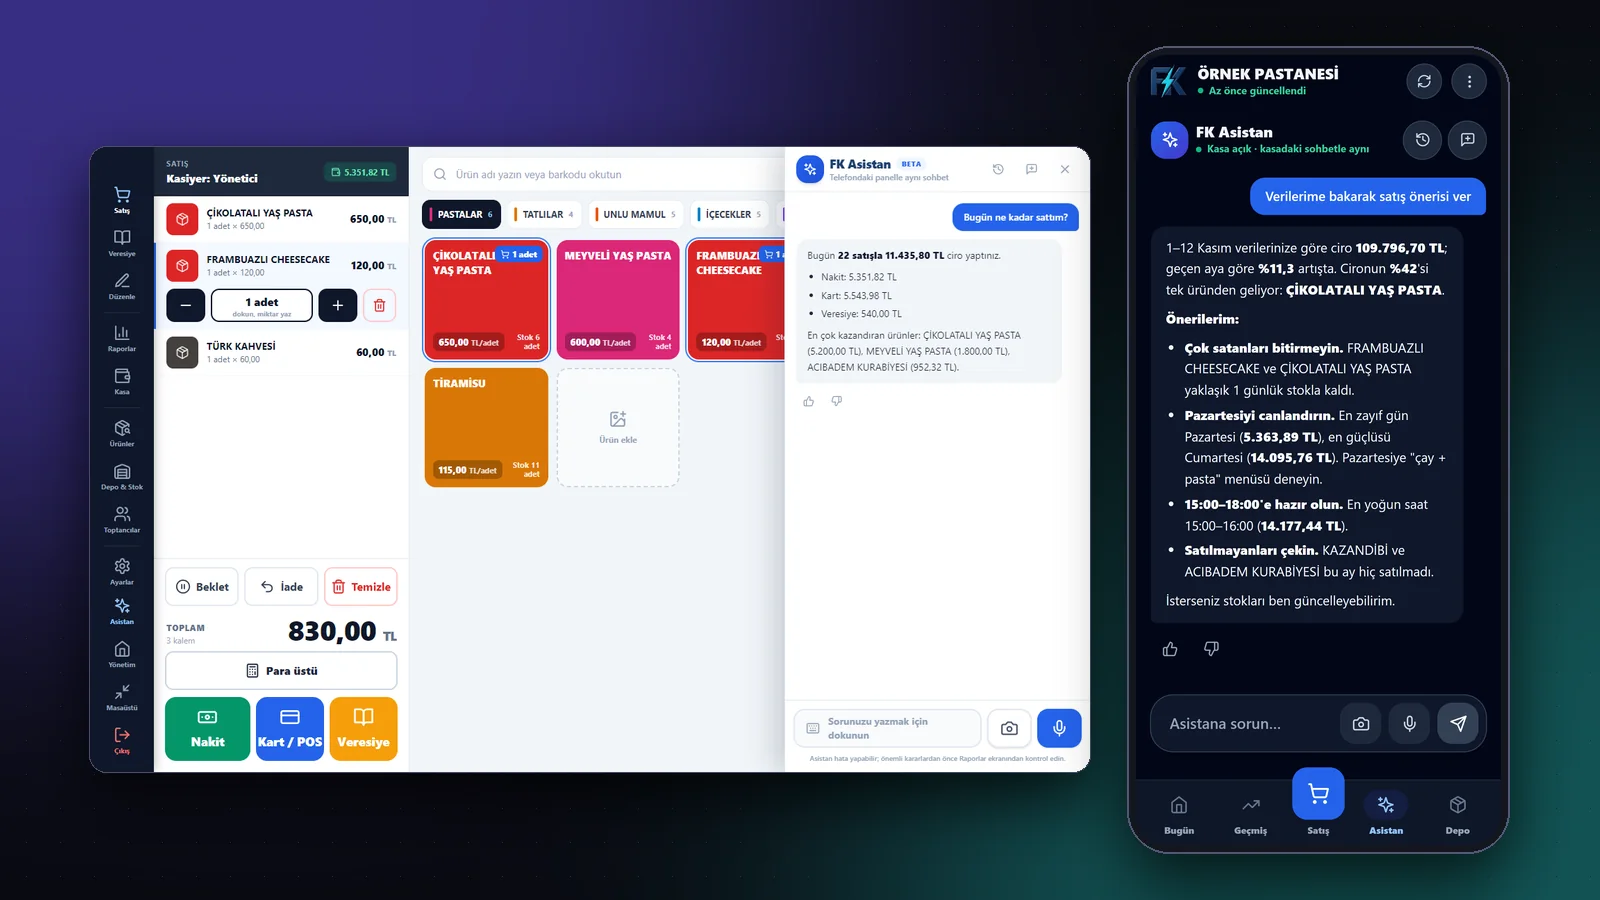 Satış
Veresiye
Düzenle
Raporlar
Kasa
Ürünler
Depo & Stok
Toptancılar
Ayarlar
Asistan
Yönetim
Masaüstü
Çıkış
SATIŞ
Kasiyer: Yönetici
5.351,82 TL
ÇİKOLATALI YAŞ PASTA
1 adet × 650,00
650,00 TL
FRAMBUAZLI CHEESECAKE
1 adet × 120,00
120,00 TL
1 adet
dokun, miktar yaz
TÜRK KAHVESİ
1 adet × 60,00
60,00 TL
Beklet
İade
Temizle
TOPLAM
3 kalem
830,00 TL
Para üstü
Nakit
Kart / POS
Veresiye
Ürün adı yazın veya barkodu okutun
PASTALAR 6
TATLILAR 4
UNLU MAMUL 5
İÇECEKLER 5
ÇİKOLATALI
YAŞ PASTA
1 adet
650,00 TL/adet
Stok 6
adet
MEYVELİ YAŞ PASTA
600,00 TL/adet
Stok 4
adet
FRAMBUAZLI
CHEESECAKE
120,00 TL/adet
TİRAMİSU
115,00 TL/adet
Stok 11
adet
Ürün ekle
FK Asistan BETA
Telefondaki panelle aynı sohbet
Bugün ne kadar sattım?
Bugün 22 satışla 11.435,80 TL ciro yaptınız.
• Nakit: 5.351,82 TL
• Kart: 5.543,98 TL
• Veresiye: 540,00 TL
En çok kazandıran ürünler: ÇİKOLATALI YAŞ PASTA
(5.200,00 TL), MEYVELİ YAŞ PASTA (1.800,00 TL),
ACIBADEM KURABİYESİ (952,32 TL).
Sorunuzu yazmak için
dokunun
Asistan hata yapabilir; önemli kararlardan önce Raporlar ekranından kontrol edin.
FK
ÖRNEK PASTANESİ
Az önce güncellendi
FK Asistan
Kasa açık · kasadaki sohbetle aynı
Verilerime bakarak satış önerisi ver
1–12 Kasım verilerinize göre ciro 109.796,70 TL;
geçen aya göre %11,3 artışta. Cironun %42'si
tek üründen geliyor: ÇİKOLATALI YAŞ PASTA.
Önerilerim:
• Çok satanları bitirmeyin. FRAMBUAZLI
CHEESECAKE ve ÇİKOLATALI YAŞ PASTA
yaklaşık 1 günlük stokla kaldı.
• Pazartesiyi canlandırın. En zayıf gün
Pazartesi (5.363,89 TL), en güçlüsü
Cumartesi (14.095,76 TL). Pazartesiye "çay +
pasta" menüsü deneyin.
• 15:00–18:00'e hazır olun. En yoğun saat
15:00–16:00 (14.177,44 TL).
• Satılmayanları çekin. KAZANDİBİ ve
ACIBADEM KURABİYESİ bu ay hiç satılmadı.
İsterseniz stokları ben güncelleyebilirim.
Asistana sorun...
Bugün
Geçmiş
Satış
Asistan
Depo